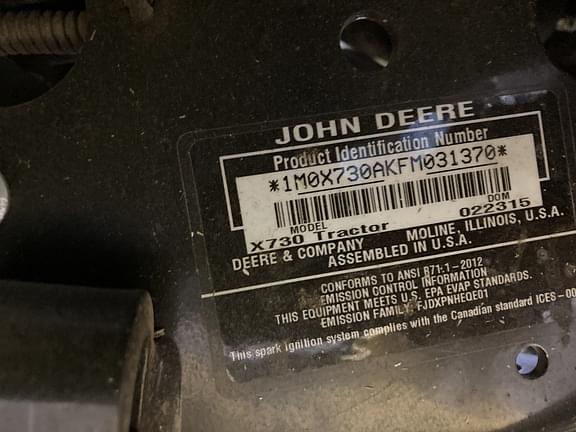 JOHN DEERE
Product Identification Number
*1M0X730AKFM031370*
MODEL DOM
X730 Tractor 022315
DEERE & COMPANY MOLINE, ILLINOIS, U.S.A.
ASSEMBLED IN U.S.A.
CONFORMS TO ANSI B71.1-2012
EMISSION CONTROL INFORMATION
THIS EQUIPMENT MEETS U.S. EPA EVAP STANDARDS.
EMISSION FAMILY: FJDXPNHEQE01
This spark ignition system complies with the Canadian standard ICES-00